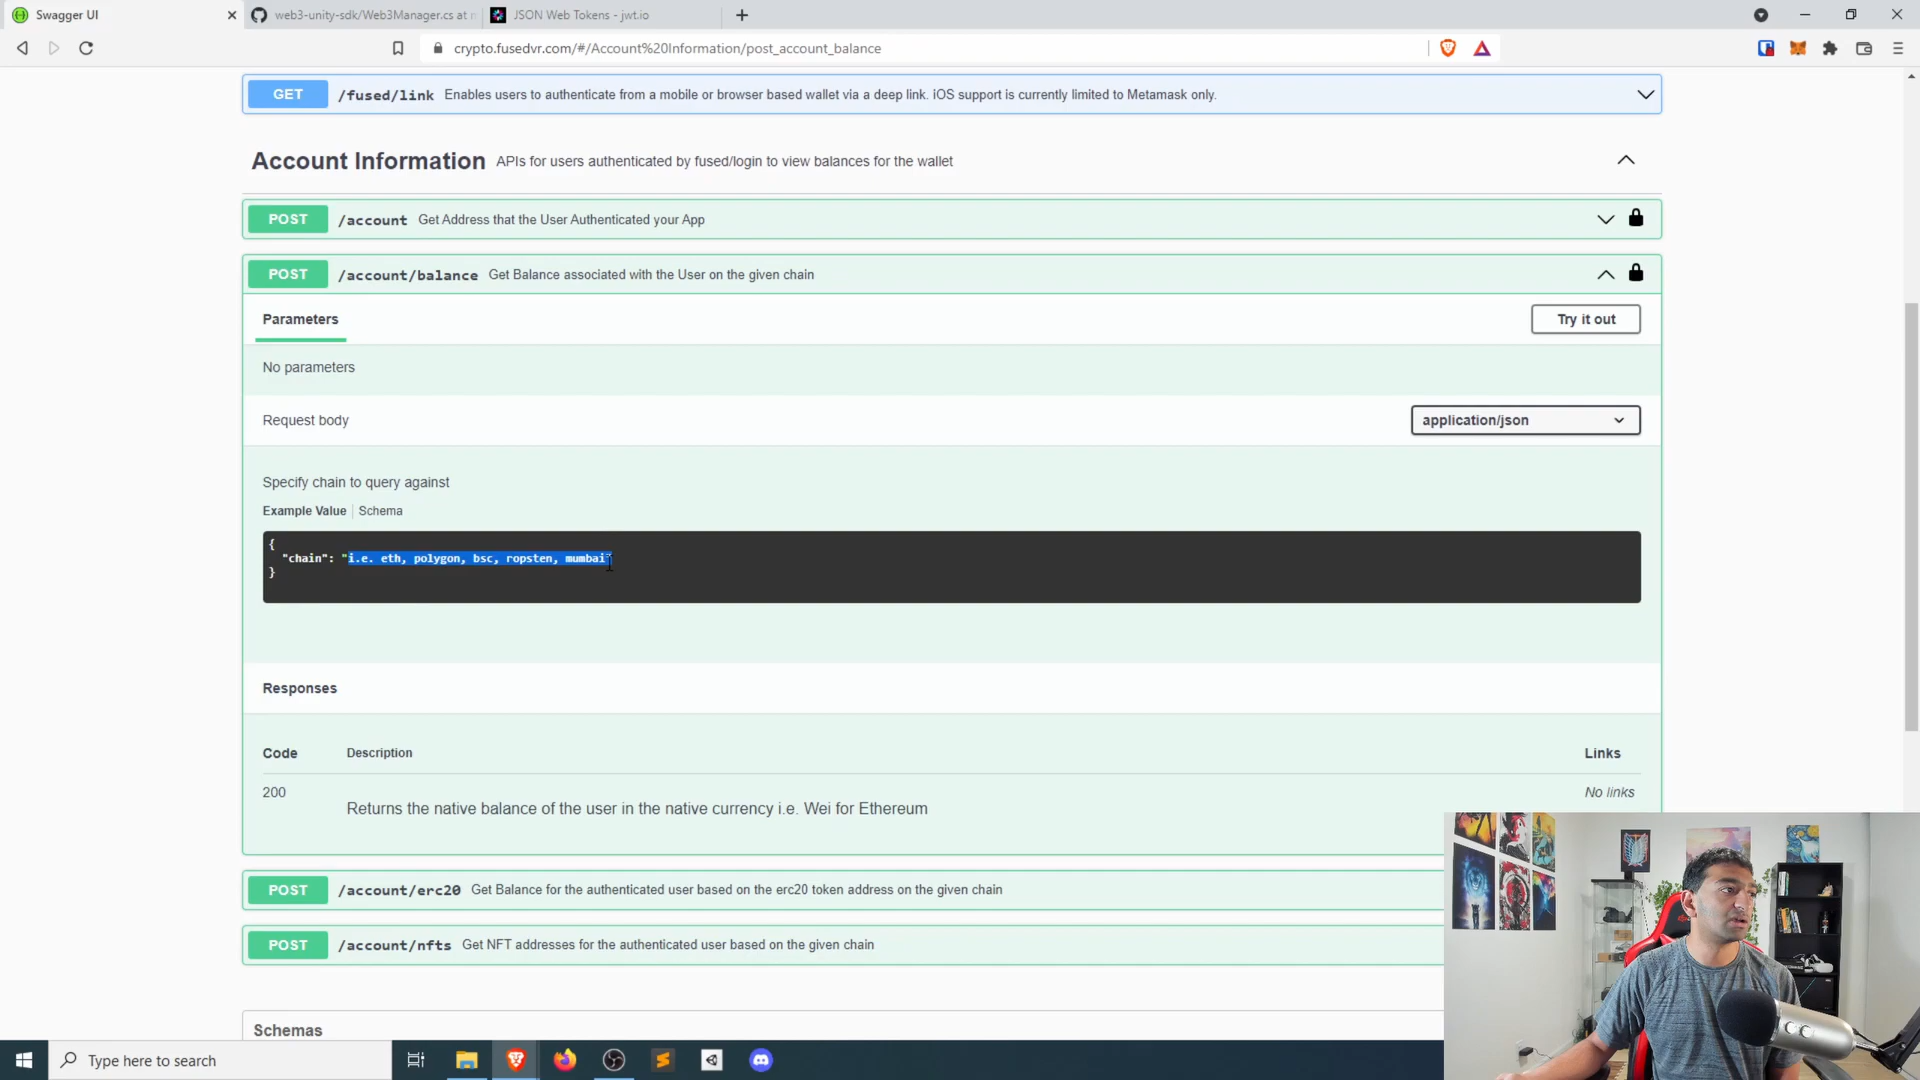 Swagger UI
web3-unity-sdk/Web3Manager.cs at m
JSON Web Tokens - jwt.io
crypto.fusedvr.com/#/Account%20Information/post_account_balance
GET /fused/link Enables users to authenticate from a mobile or browser based wallet via a deep link. iOS support is currently limited to Metamask only.
Account Information APIs for users authenticated by fused/login to view balances for the wallet
POST /account Get Address that the User Authenticated your App
POST /account/balance Get Balance associated with the User on the given chain
Parameters
Try it out
No parameters
Request body
application/json
Specify chain to query against
Example Value | Schema
{
"chain": "i.e. eth, polygon, bsc, ropsten, mumbai"
}
Responses
Code Description Links
200 Returns the native balance of the user in the native currency i.e. Wei for Ethereum No links
POST /account/erc20 Get Balance for the authenticated user based on the erc20 token address on the given chain
POST /account/nfts Get NFT addresses for the authenticated user based on the given chain
Schemas
Type here to search